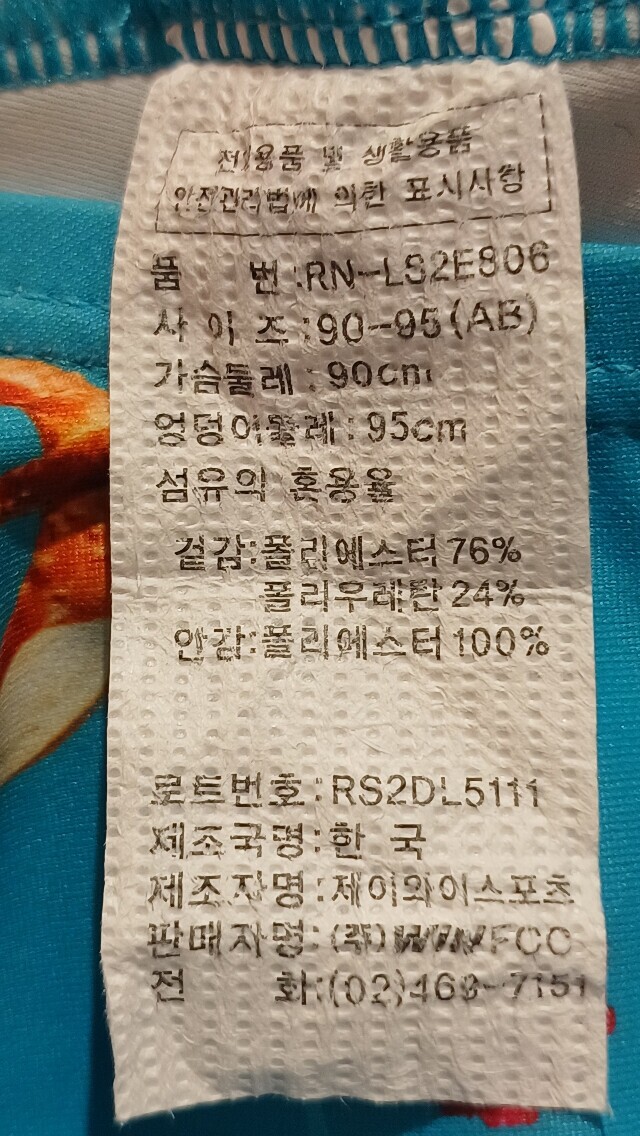 전기용품 및 생활용품
안전관리법에 의한 표시사항
품 번:RN-LS2E806
사 이 즈:90-95(AB)
가슴둘레:90cm
엉덩이둘레:95cm
섬유의 혼용율
겉감:폴리에스터 76%
폴리우레탄 24%
안감:폴리에스터 100%
로트번호:RS2DL5111
제조국명:한 국
제조자명:제이와이스포츠
판매자명:(주)
전 화:(02)463-7151